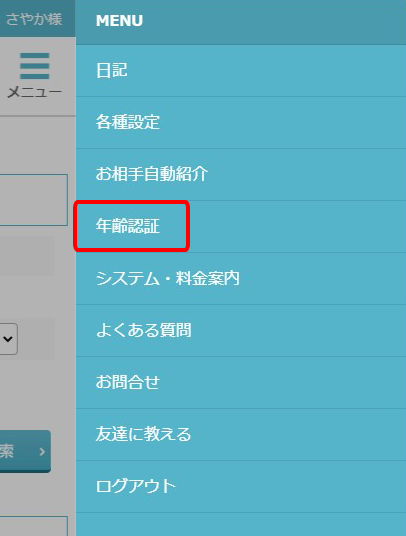 さやか様
MENU
メニュー
日記
各種設定
お相手自動紹介
年齢認証
システム・料金案内
よくある質問
お問合せ
友達に教える
索
ログアウト